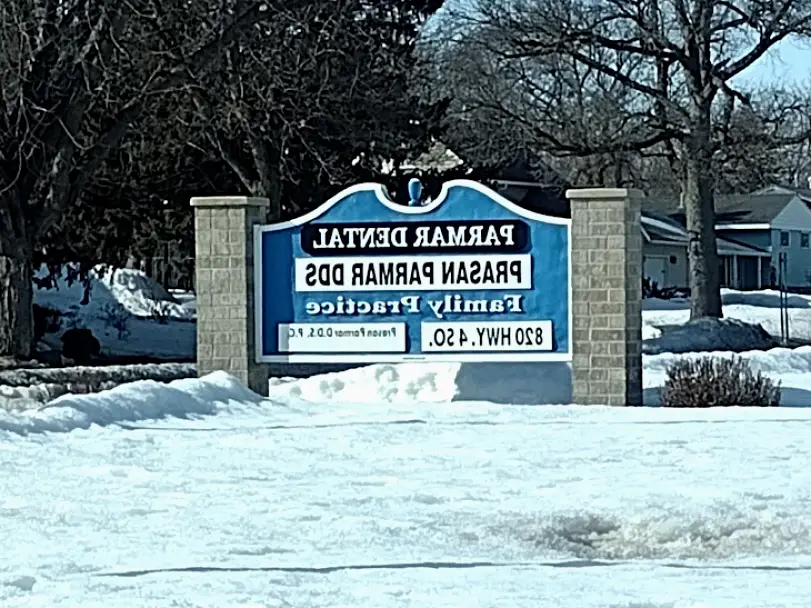 PARMAR DENTAL
PRASAN PARMAR DDS
Family Practice
820 HWY. 4 SO. Prasan Parmar D.D.S., P.C.